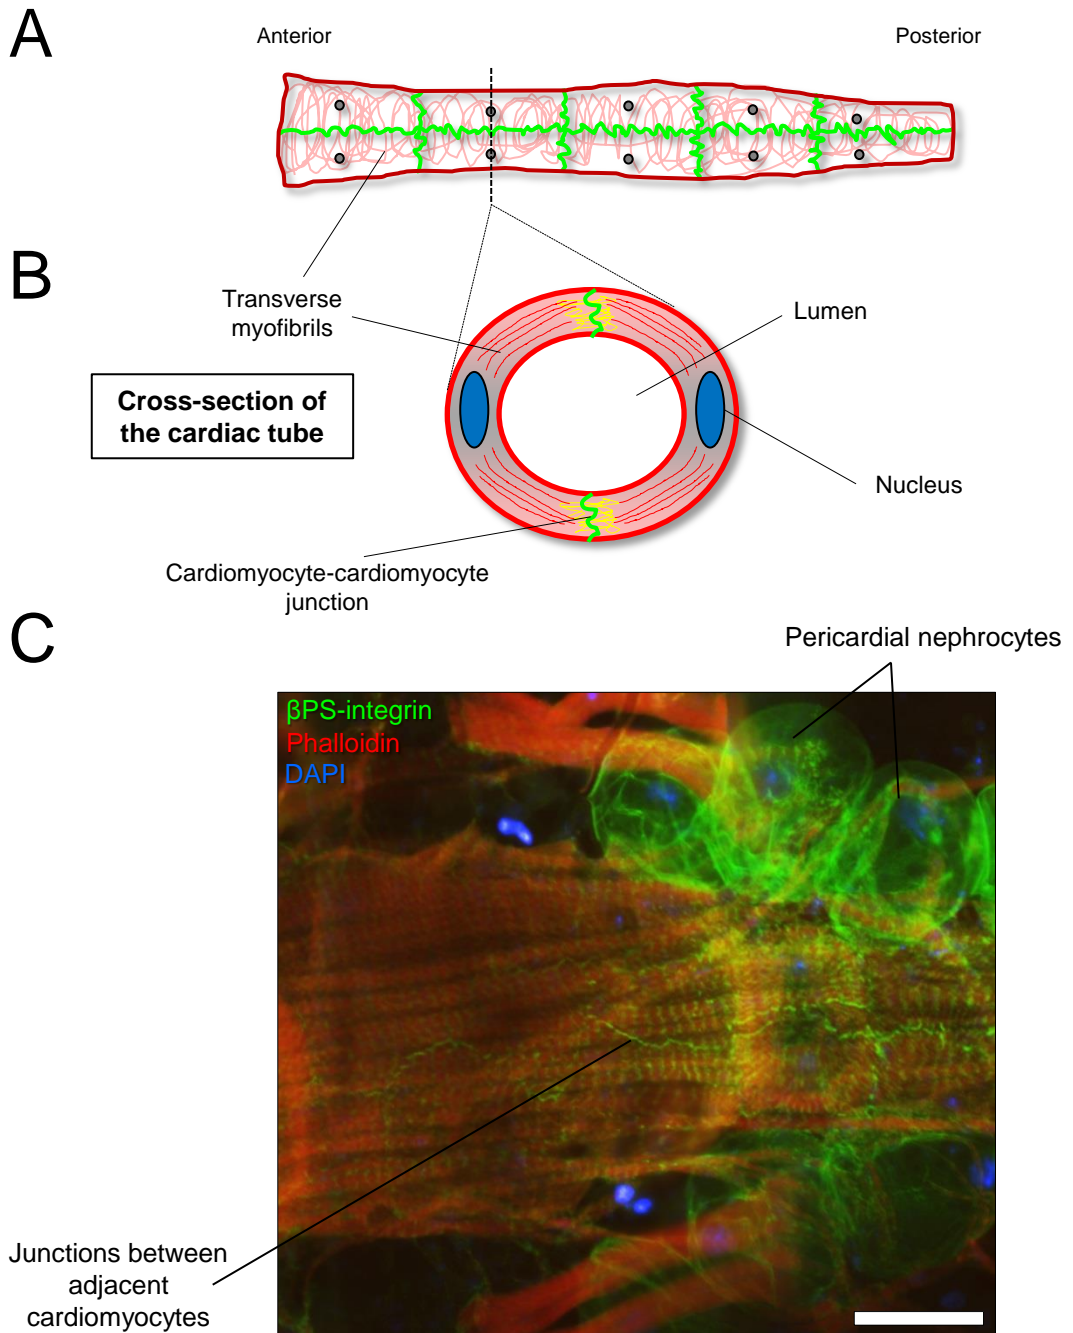 A
Anterior
Posterior
B
Transverse
myofibrils
Lumen
Cross-section of
the cardiac tube
Nucleus
Cardiomyocyte-cardiomyocyte
junction
C
Pericardial nephrocytes
βPS-integrin
Phalloidin
DAPI
Junctions between
adjacent
cardiomyocytes